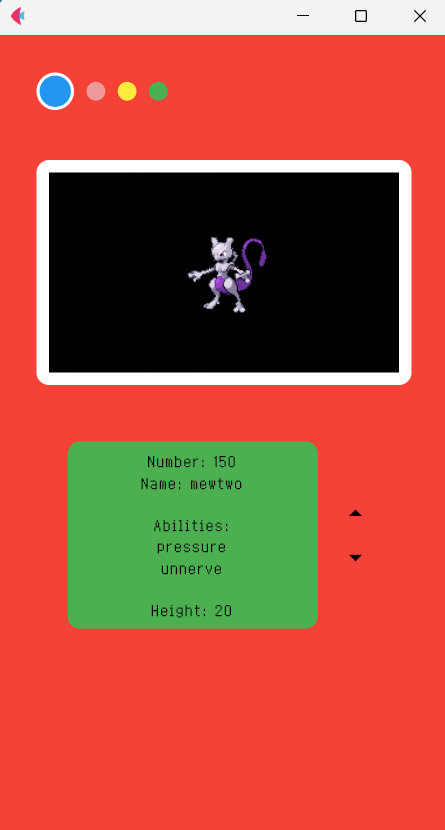 Number: 150
Name: mewtwo
Abilities:
pressure
unnerve
Height: 20